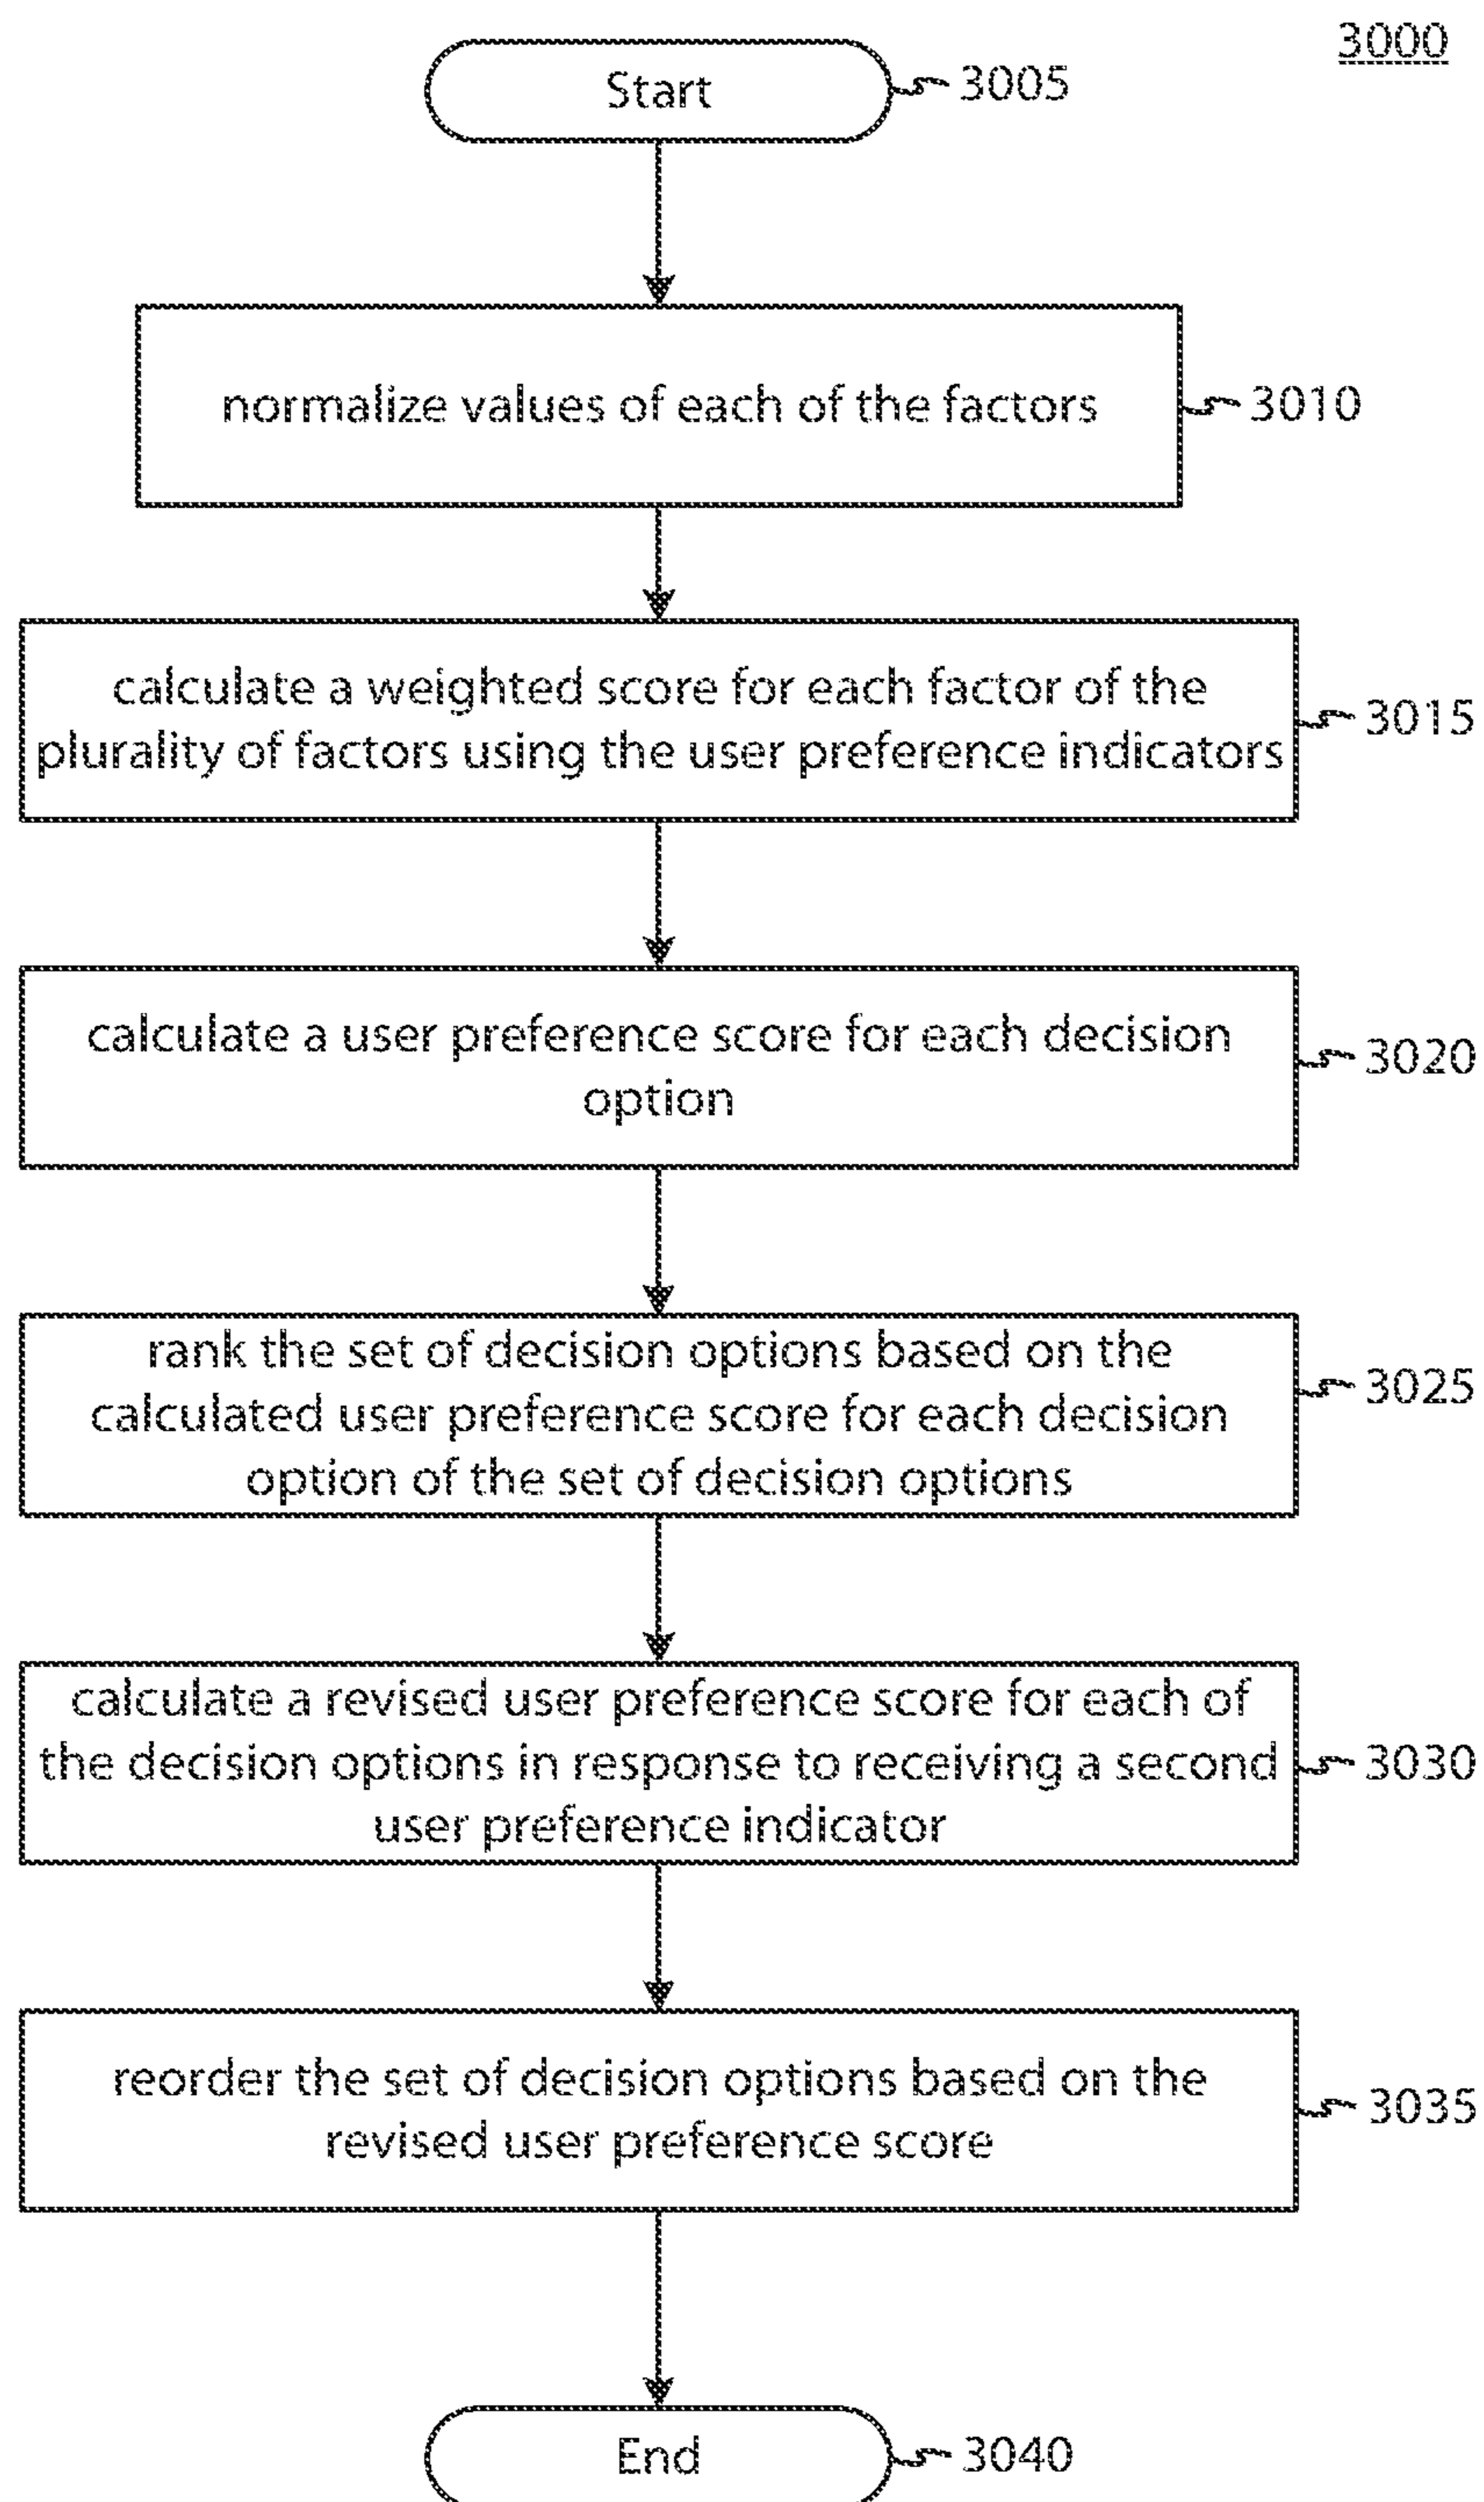 3000
Start
3005
normalize values of each of the factors
3010
calculate a weighted score for each factor of the
plurality of factors using the user preference indicators
3015
calculate a user preference score for each decision
option
3020
rank the set of decision options based on the
calculated user preference score for each decision
option of the set of decision options
3025
calculate a revised user preference score for each of
the decision options in response to receiving a second
user preference indicator
3030
reorder the set of decision options based on the
revised user preference score
3035
End
3040